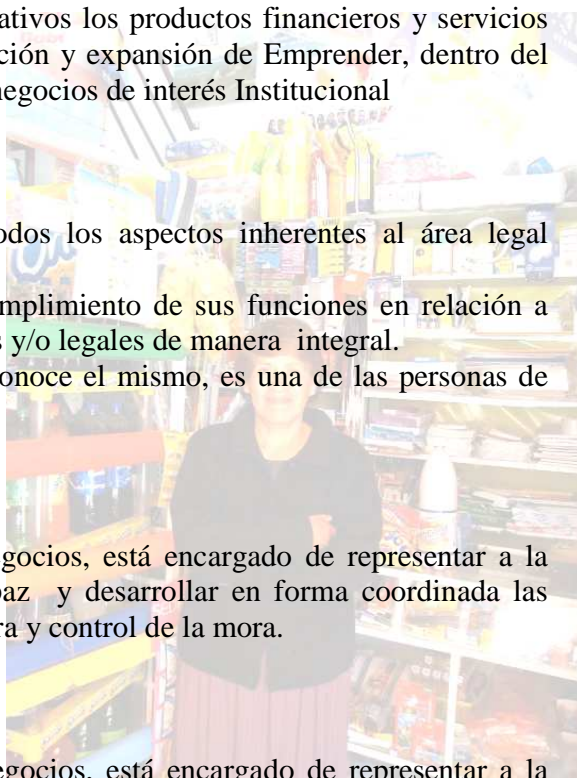 ativos los productos financieros y servicios
ción y expansión de Emprender, dentro del
negocios de interés Institucional
odos los aspectos inherentes al área legal
umplimiento de sus funciones en relación a
s y/o legales de manera integral.
onoce el mismo, es una de las personas de
egocios, está encargado de representar a la
paz y desarrollar en forma coordinada las
ra y control de la mora.
egocios, está encargado de representar a la